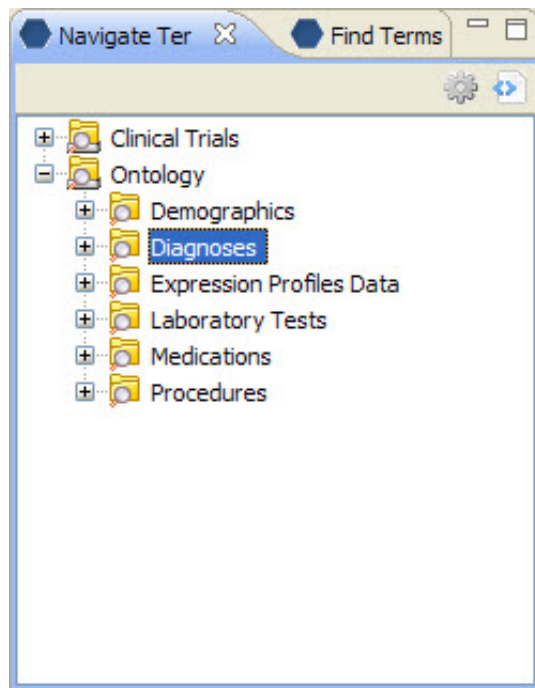 Navigate Ter Find Terms
Clinical Trials
Ontology
Demographics
Diagnoses
Expression Profiles Data
Laboratory Tests
Medications
Procedures